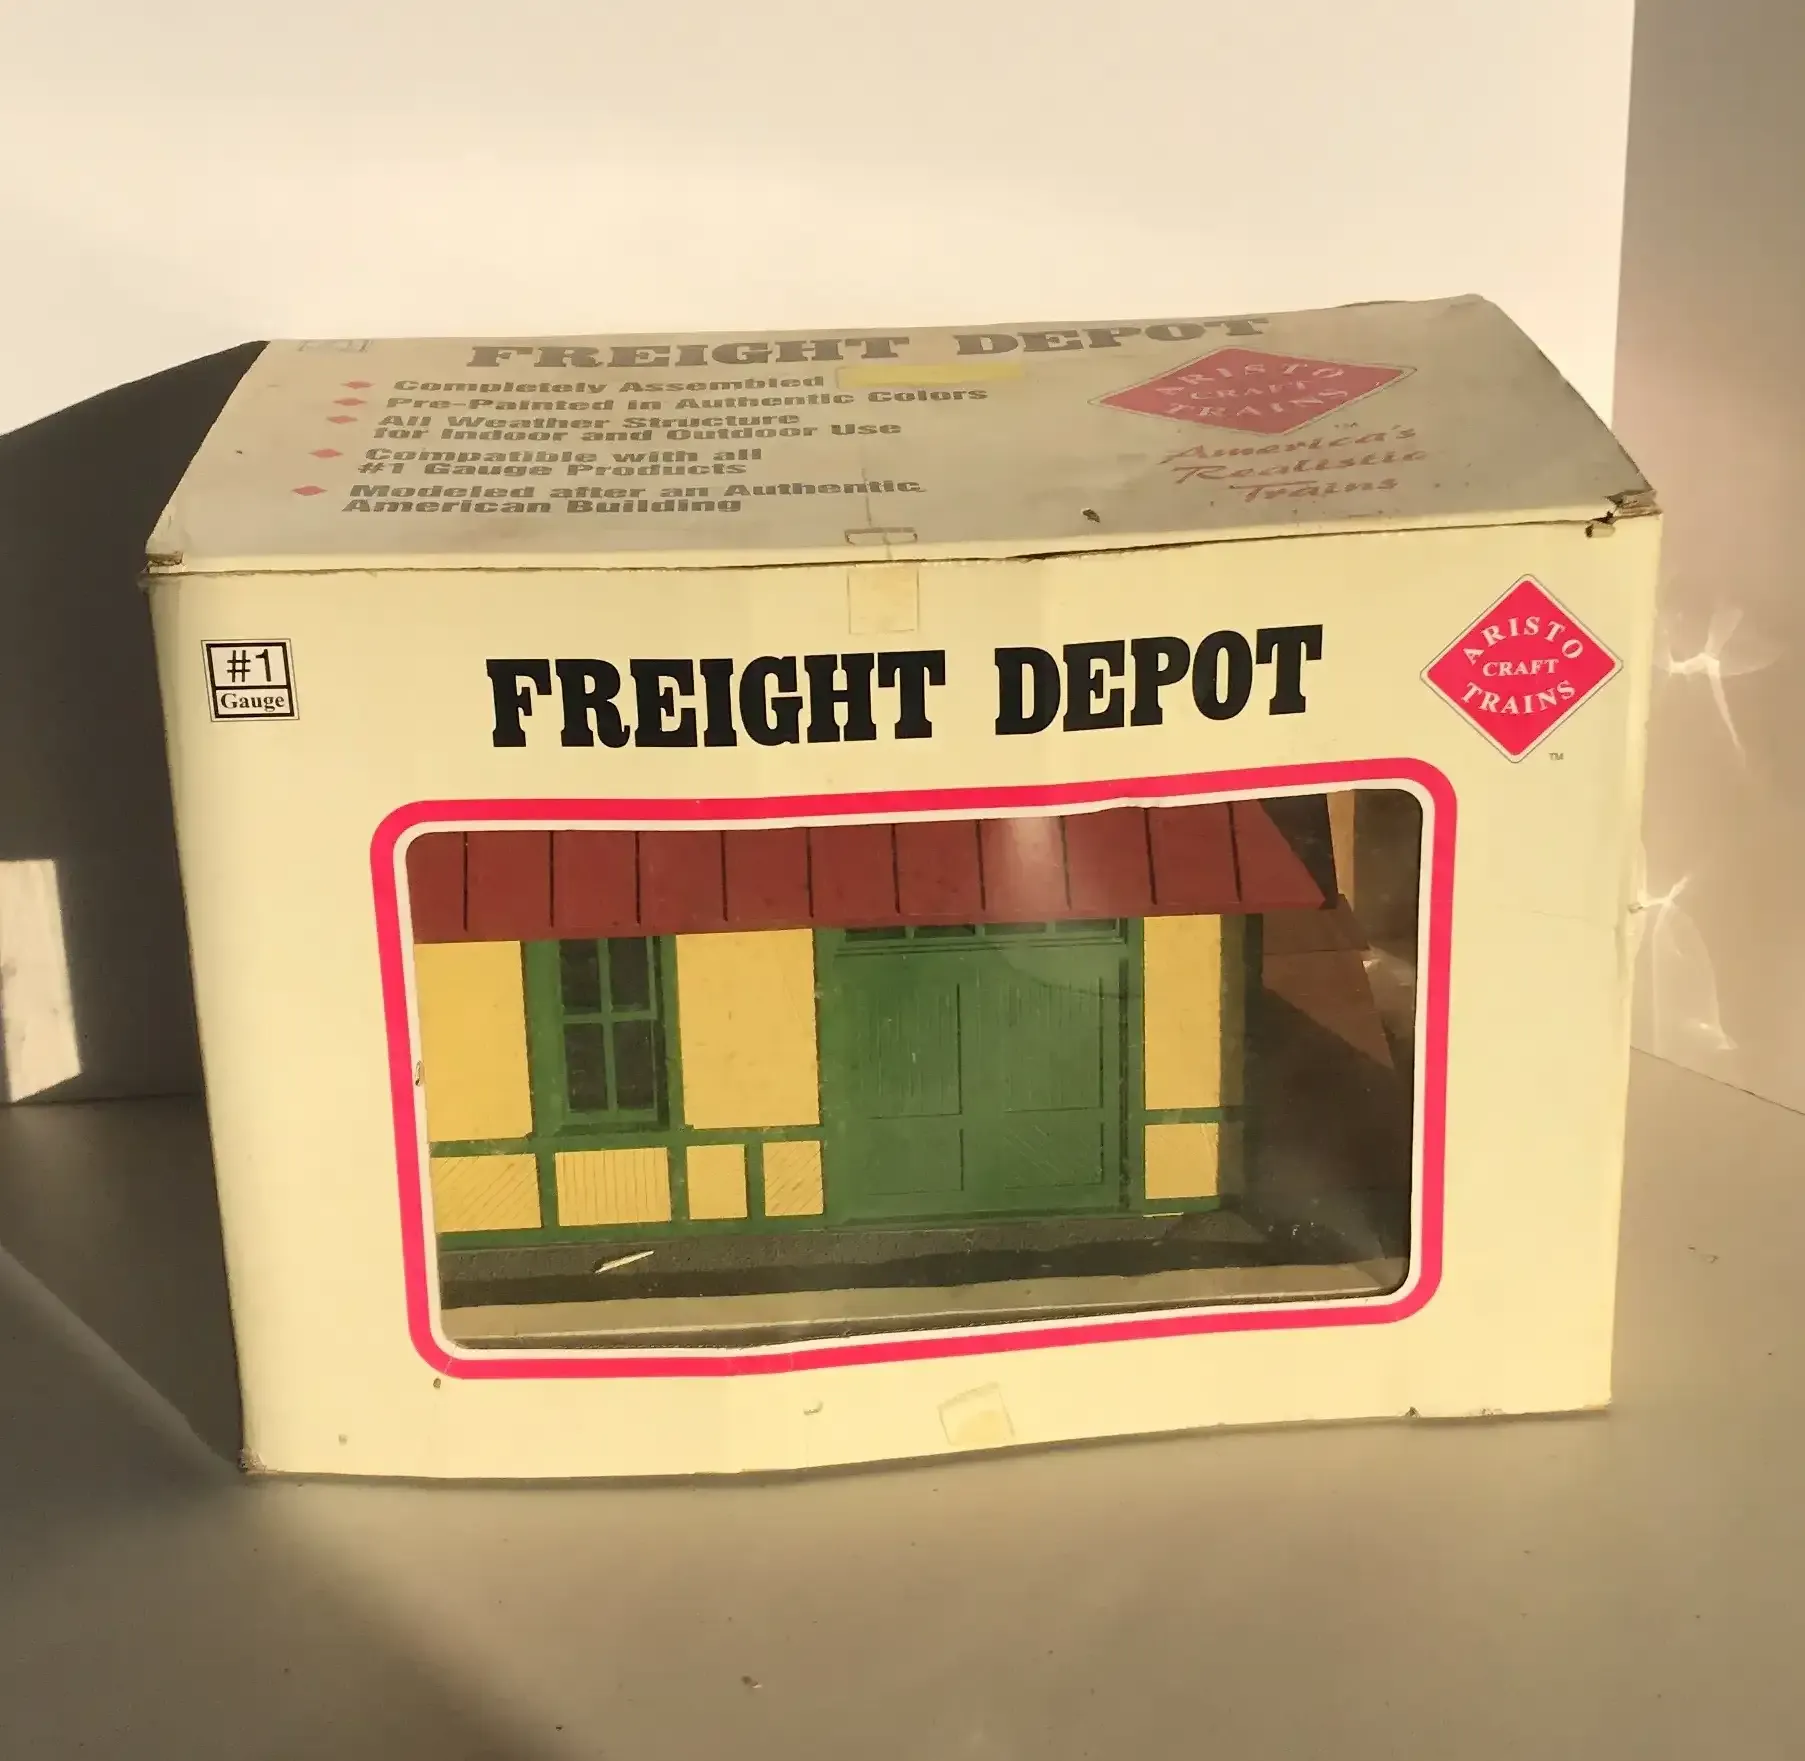 FREIGHT DEPOT
Completely Assembled
Pre-Painted in Authentic Colors
All Weather Structure
for Indoor and Outdoor Use
Compatible with all
#1 Gauge Products
Modeled after an Authentic
American Building
ARISTO
CRAFT
TRAINS
TM
America's
Realistic
Trains
#1
Gauge
FREIGHT DEPOT
ARISTO
CRAFT
TRAINS
TM